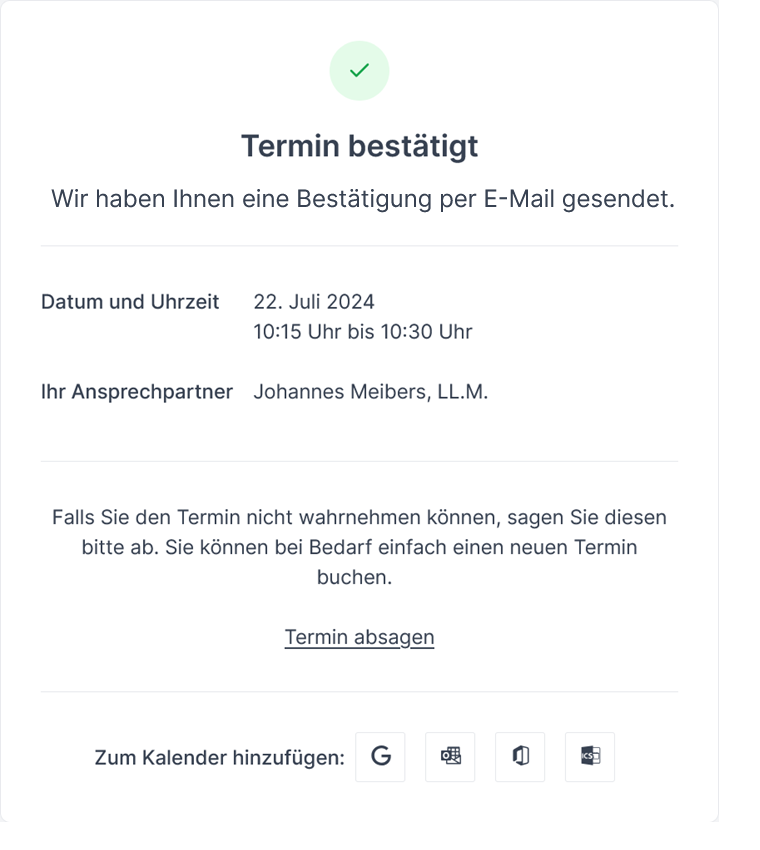 Termin bestätigt
Wir haben Ihnen eine Bestätigung per E-Mail gesendet.
Datum und Uhrzeit 22. Juli 2024
10:15 Uhr bis 10:30 Uhr
Ihr Ansprechpartner Johannes Meibers, LL.M.
Falls Sie den Termin nicht wahrnehmen können, sagen Sie diesen
bitte ab. Sie können bei Bedarf einfach einen neuen Termin
buchen.
Termin absagen
Zum Kalender hinzufügen: G ICS